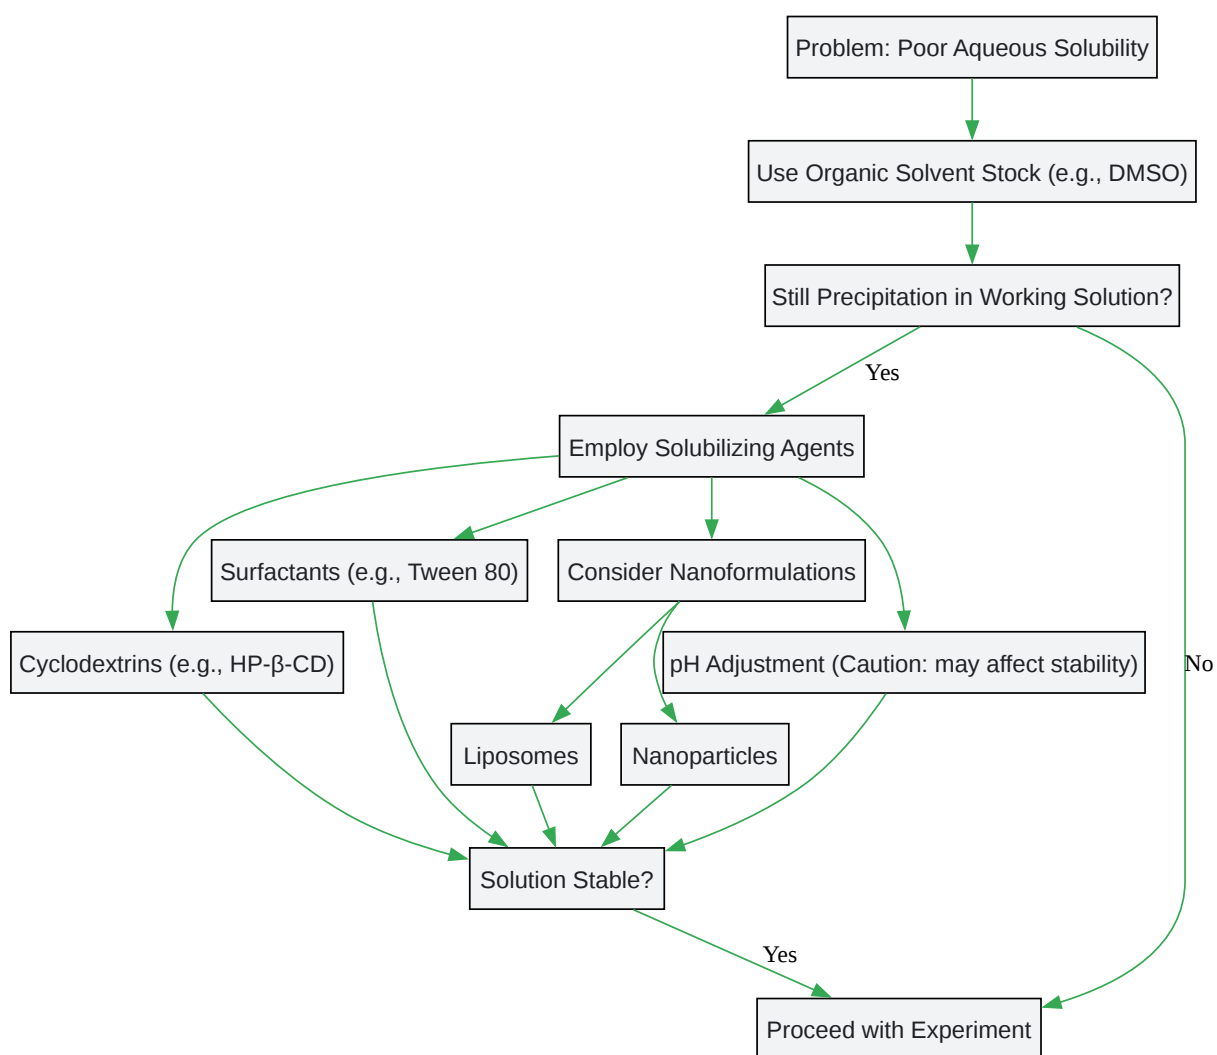 Problem: Poor Aqueous Solubility
Use Organic Solvent Stock (e.g., DMSO)
Still Precipitation in Working Solution?
Yes
Employ Solubilizing Agents
Surfactants (e.g., Tween 80)
Consider Nanoformulations
Cyclodextrins (e.g., HP-β-CD)
pH Adjustment (Caution: may affect stability)
No
Liposomes
Nanoparticles
Solution Stable?
Yes
Proceed with Experiment